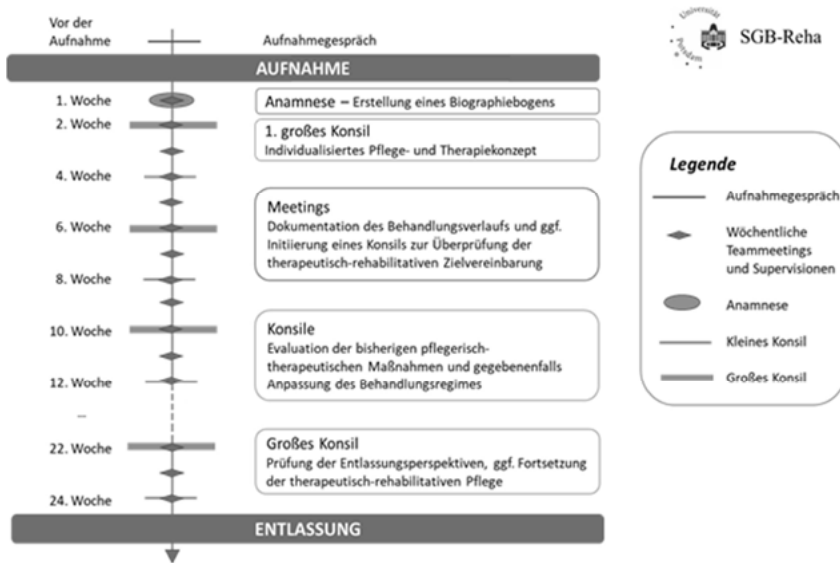 Vor der
Aufnahme
Aufnahmegespräch
Universität
Potsdam
SGB-Reha
AUFNAHME
1. Woche
Anamnese – Erstellung eines Biographiebogens
2. Woche
1. großes Konsil
Individualisiertes Pflege- und Therapiekonzept
4. Woche
6. Woche
Meetings
Dokumentation des Behandlungsverlaufs und ggf.
Initiierung eines Konsils zur Überprüfung der
therapeutisch-rehabilitativen Zielvereinbarung
8. Woche
10. Woche
Konsile
Evaluation der bisherigen pflegerisch-
therapeutischen Maßnahmen und gegebenenfalls
Anpassung des Behandlungsregimes
12. Woche
...
22. Woche
Großes Konsil
Prüfung der Entlassungsperspektiven, ggf. Fortsetzung
der therapeutisch-rehabilitativen Pflege
24. Woche
ENTLASSUNG
Legende
Aufnahmegespräch
Wöchentliche
Teammeetings
und Supervisionen
Anamnese
Kleines Konsil
Großes Konsil